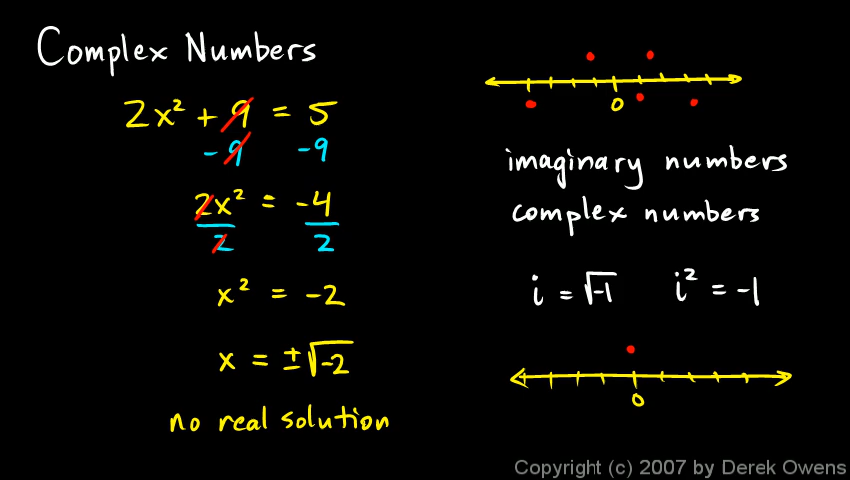 Complex Numbers
2x² + 9 = 5
-9 -9
2x² = -4
2 2
x² = -2
x = ±√-2
no real solution
0
imaginary numbers
complex numbers
i = √-1 i² = -1
0
Copyright (c) 2007 by Derek Owens